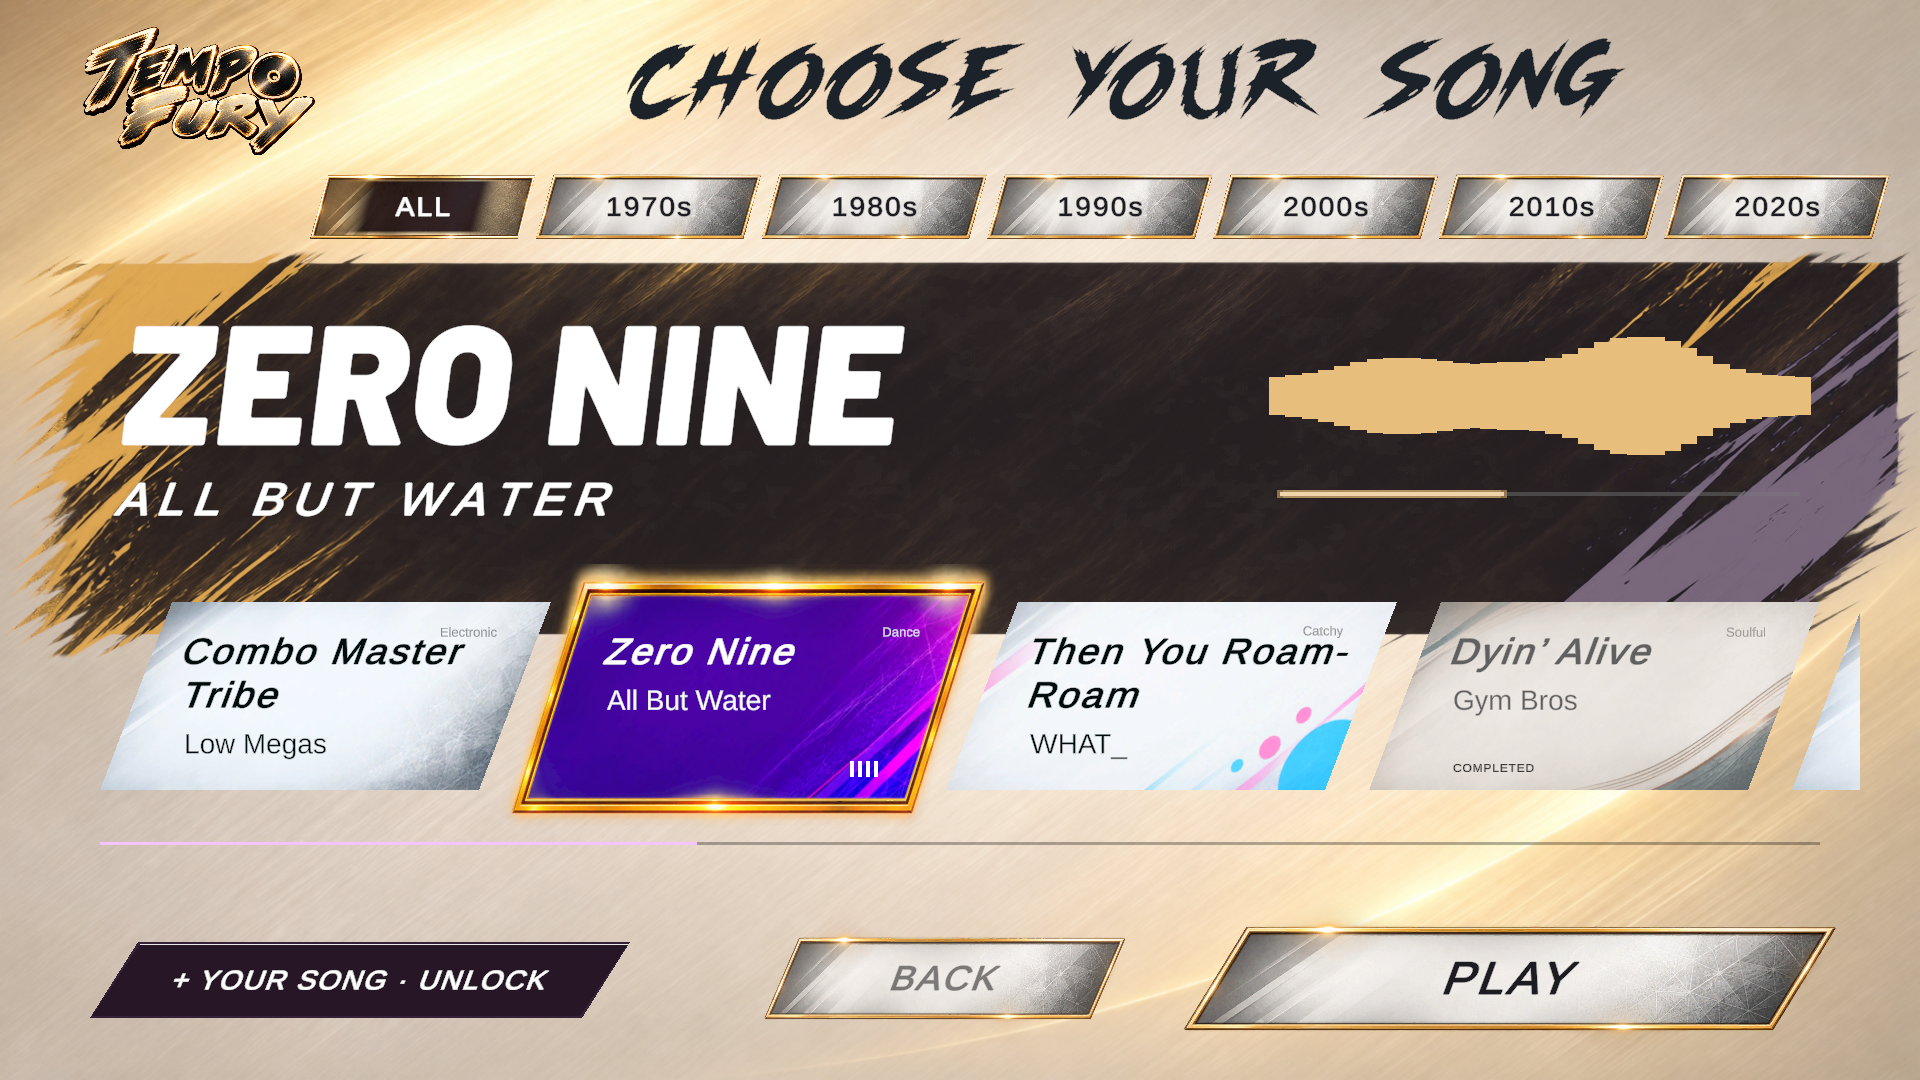 TEMPO
FURY
CHOOSE YOUR SONG
ALL
1970s
1980s
1990s
2000s
2010s
2020s
ZERO NINE
ALL BUT WATER
Electronic
Combo Master
Tribe
Low Megas
Dance
Zero Nine
All But Water
Catchy
Then You Roam-
Roam
WHAT_
Soulful
Dyin’ Alive
Gym Bros
COMPLETED
+ YOUR SONG · UNLOCK
BACK
PLAY